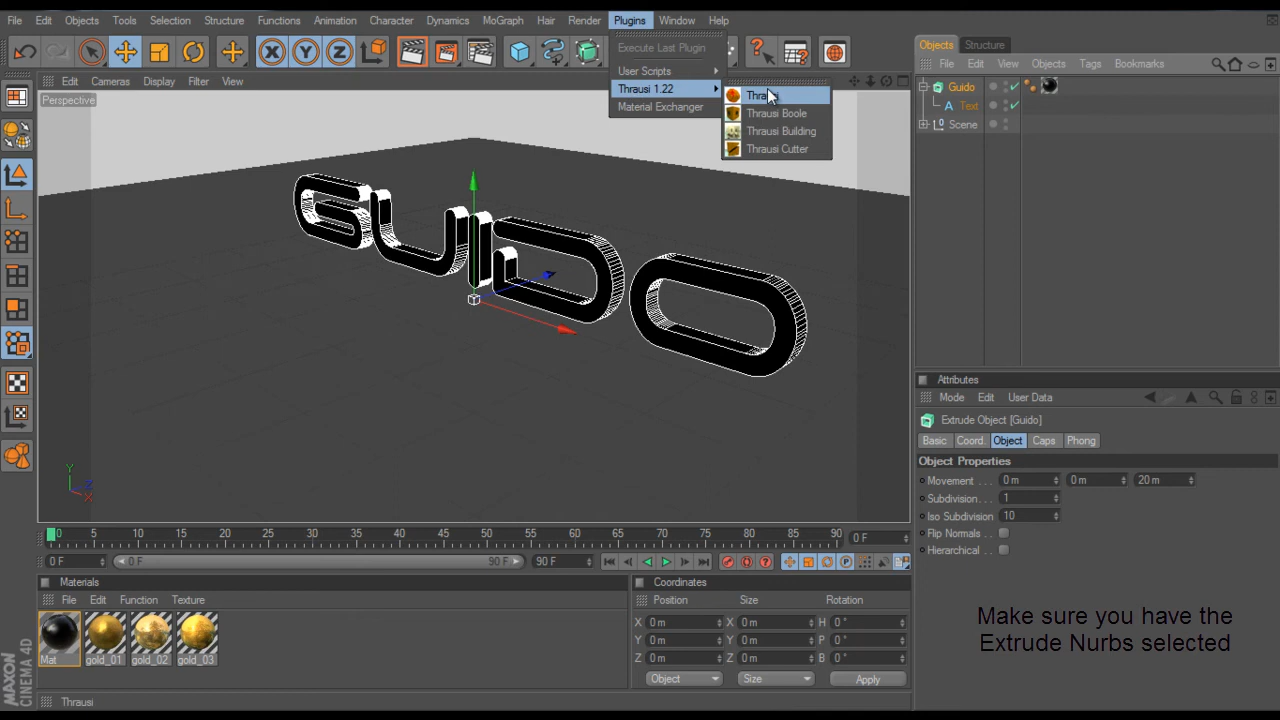 File Edit Objects Tools Selection Structure Functions Animation Character Dynamics MoGraph Hair Render Plugins Window Help
Execute Last Plugin
User Scripts
Thrausi 1.22
Material Exchanger
Thrausi Boole
Thrausi Building
Thrausi Cutter
Edit Cameras Display Filter View
Perspective
GUIDO
Y
Z
X
Objects Structure
File Edit View Objects Tags Bookmarks
Guido
Text
Scene
Attributes
Mode Edit User Data
Extrude Object [Guido]
Basic Coord. Object Caps Phong
Object Properties
Movement . . . 0 m 0 m 20 m
Subdivision. . . 1
Iso Subdivision 10
Flip Normals . .
Hierarchical . .
0 5 10 15 20 25 30 35 40 45 50 55 60 65 70 75 80 85 90 0 F
0 F 0 F 90 F 90 F
Materials
File Edit Function Texture
Mat gold_01 gold_02 gold_03
Coordinates
Position Size Rotation
X 0 m X 0 m H 0 °
Y 0 m Y 0 m P 0 °
Z 0 m Z 0 m B 0 °
Object Size Apply
Make sure you have the
Extrude Nurbs selected
MAXON
CINEMA 4D
Thrausi